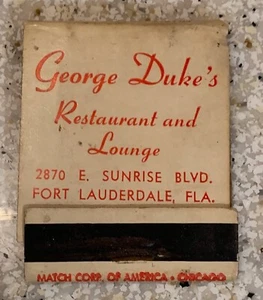 George Duke's
Restaurant and
Lounge
2870 E. SUNRISE BLVD.
FORT LAUDERDALE, FLA.
MATCH CORP. OF AMERICA • CHICAGO